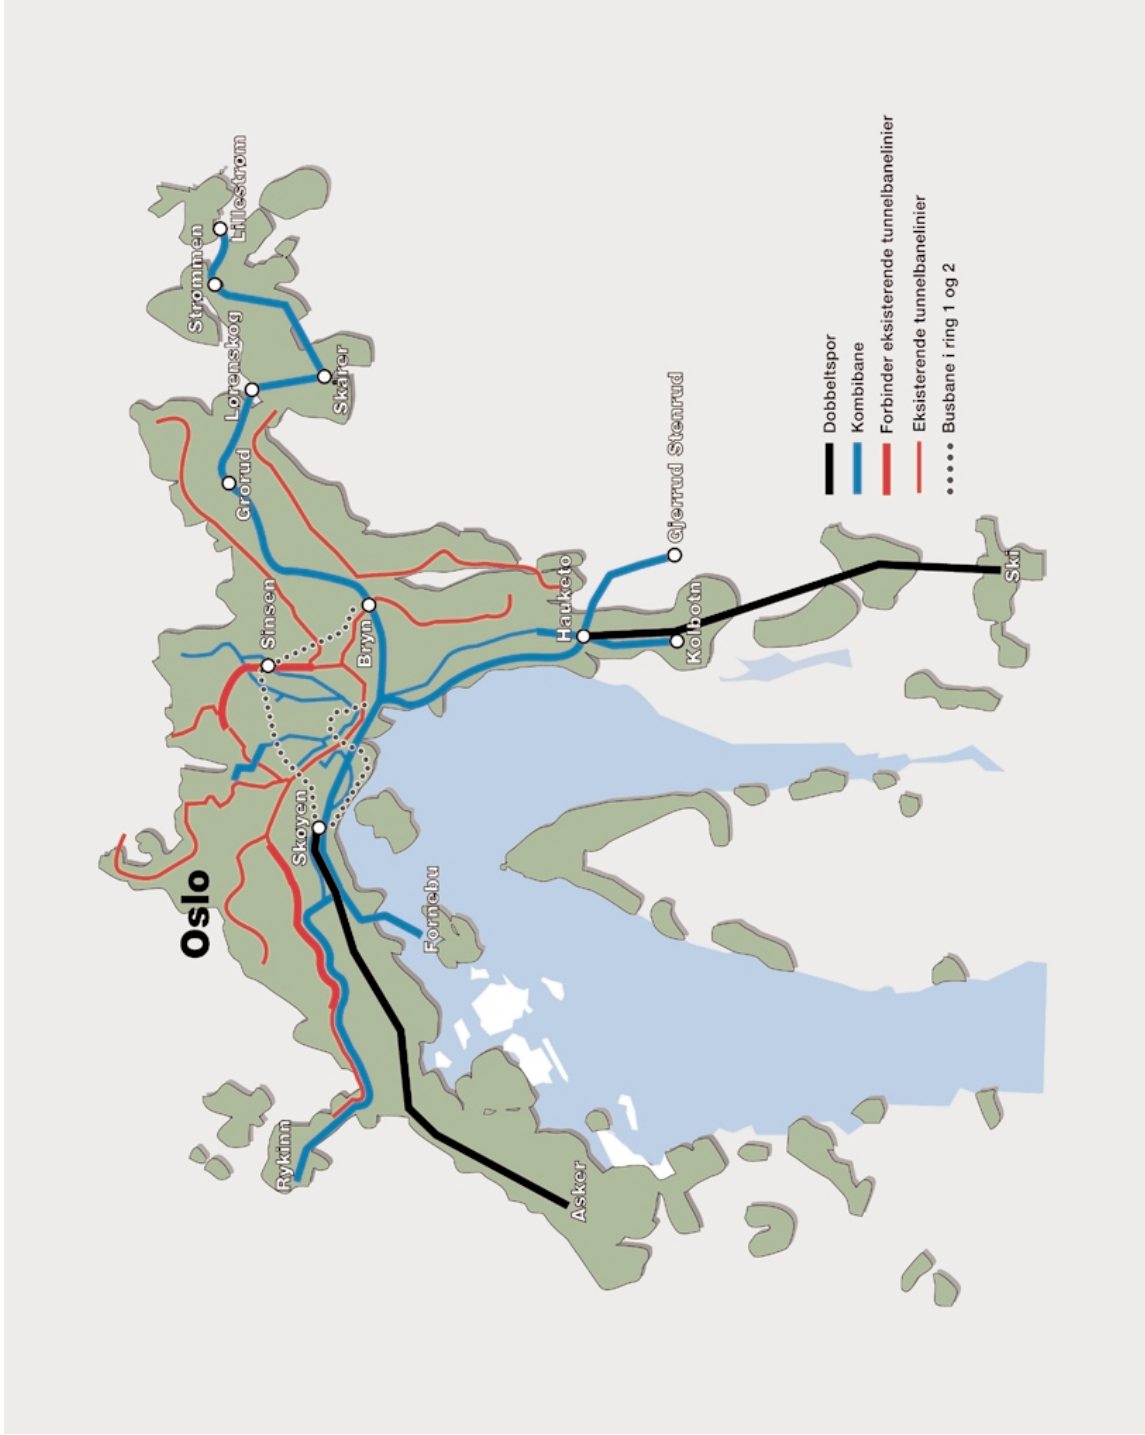 Oslo
Rykinn
Asker
Fornebu
Skøyen
Sinsen
Bryn
Grorud
Lørenskog
Skårer
Strømmen
Lillestrøm
Hauketo
Kolbotn
Gjerrud Stenrud
Ski
Dobbeltspor
Kombibane
Forbinder eksisterende tunnelbanelinier
Eksisterende tunnelbanelinier
Busbane i ring 1 og 2